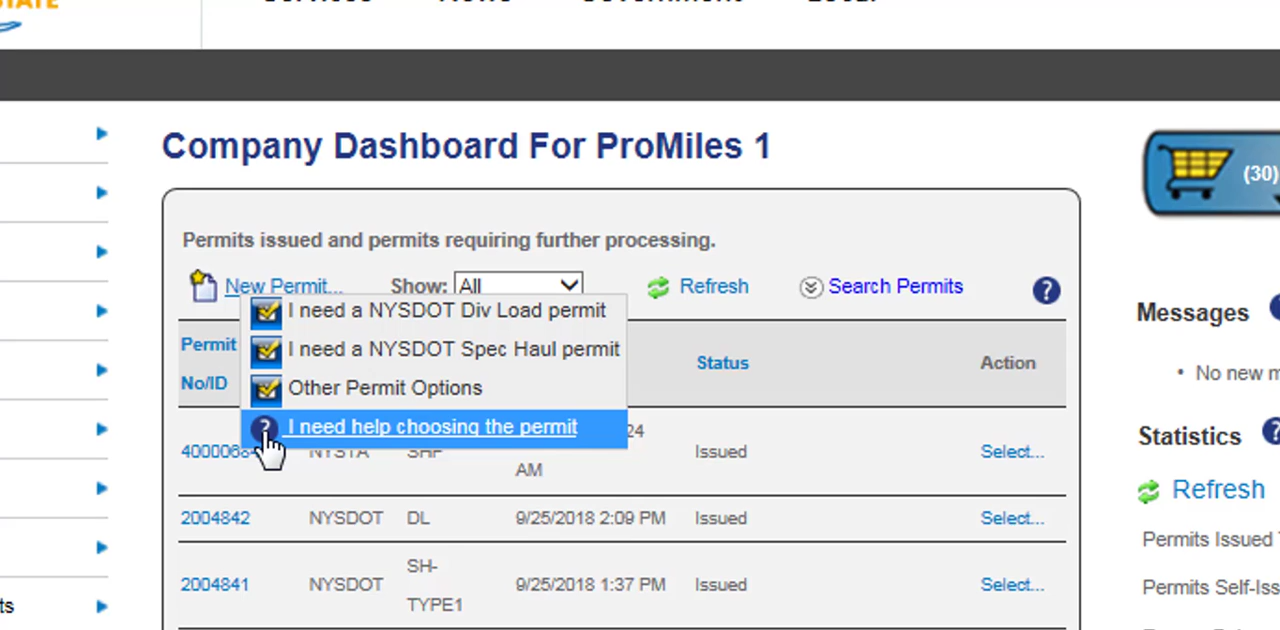 STATE
Company Dashboard For ProMiles 1
(30)
Permits issued and permits requiring further processing.
New Permit... Show: All Refresh Search Permits ?
I need a NYSDOT Div Load permit
I need a NYSDOT Spec Haul permit
Other Permit Options
? I need help choosing the permit
Permit
No/ID
Status
Action
24
AM
Issued
Select...
2004842 NYSDOT DL 9/25/2018 2:09 PM Issued Select...
2004841 NYSDOT SH-
TYPE1
9/25/2018 1:37 PM Issued Select...
Messages
• No new m
Statistics
Refresh
Permits Issued
Permits Self-Iss
ts